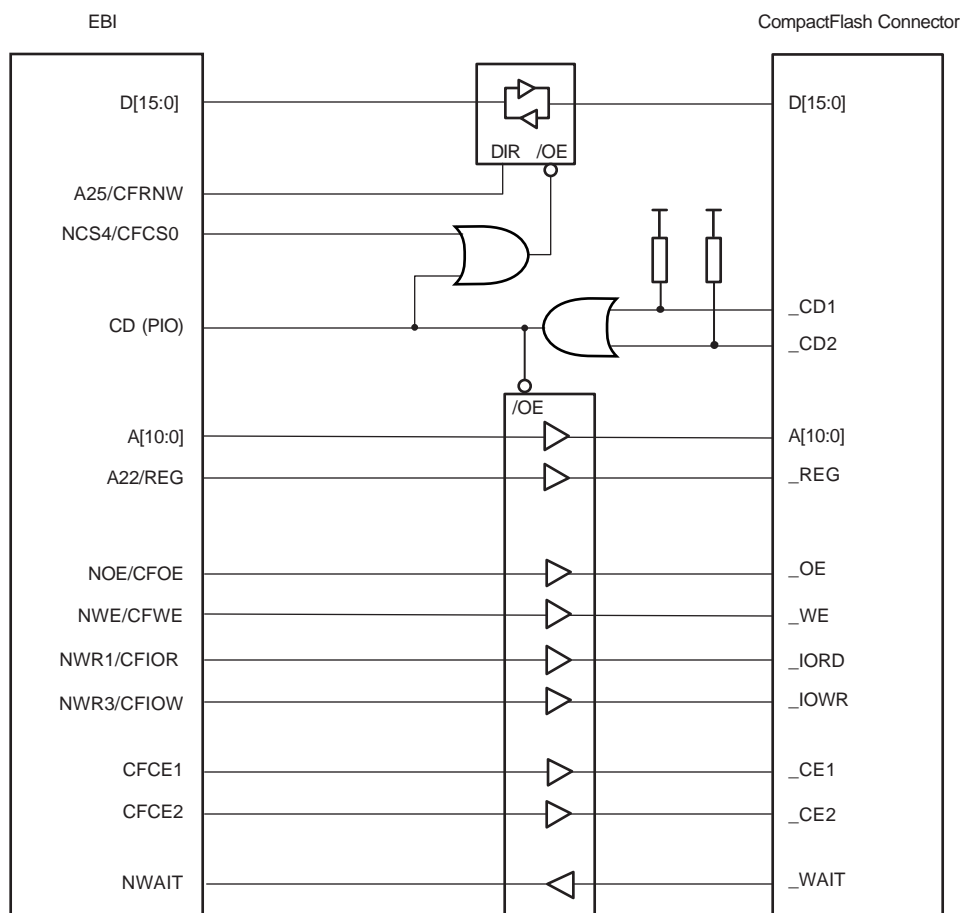 EBI
CompactFlash Connector
D[15:0]
D[15:0]
DIR /OE
A25/CFRNW
NCS4/CFCS0
_CD1
CD (PIO)
_CD2
/OE
A[10:0]
A[10:0]
A22/REG
_REG
NOE/CFOE
_OE
NWE/CFWE
_WE
NWR1/CFIOR
_IORD
NWR3/CFIOW
_IOWR
CFCE1
_CE1
CFCE2
_CE2
NWAIT
_WAIT